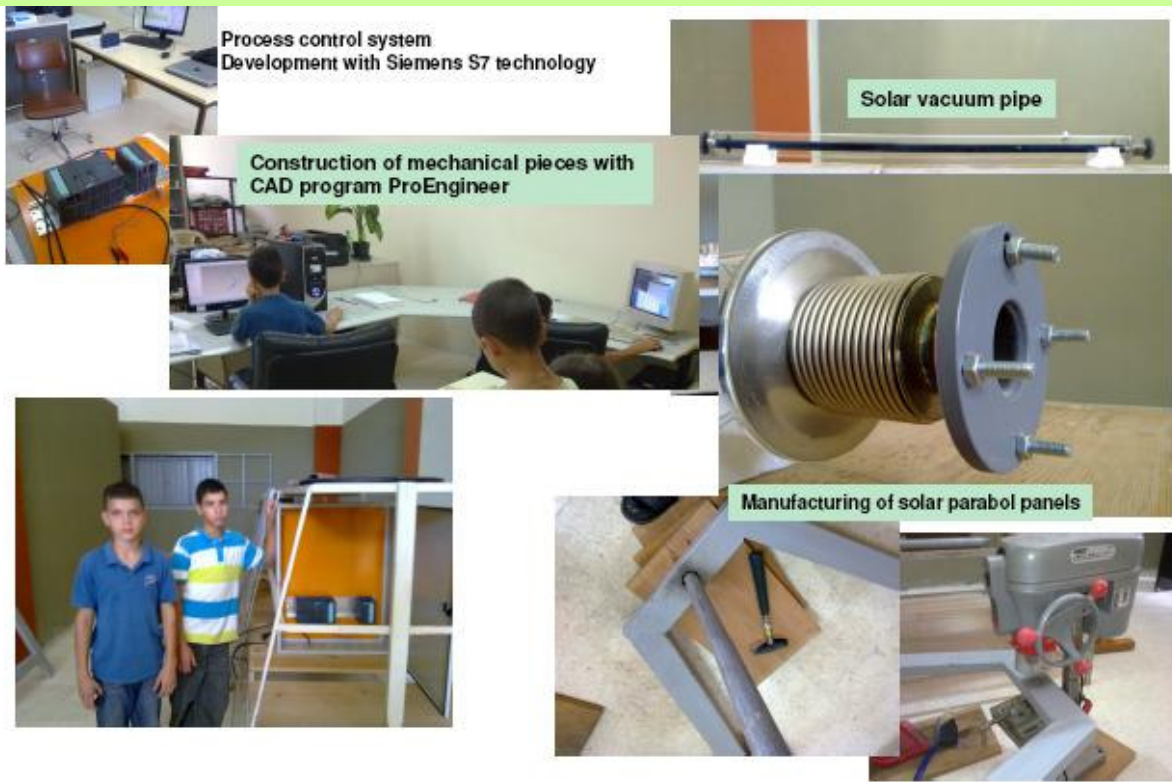 Process control system
Development with Siemens S7 technology
Solar vacuum pipe
Construction of mechanical pieces with
CAD program ProEngineer
Manufacturing of solar parabol panels